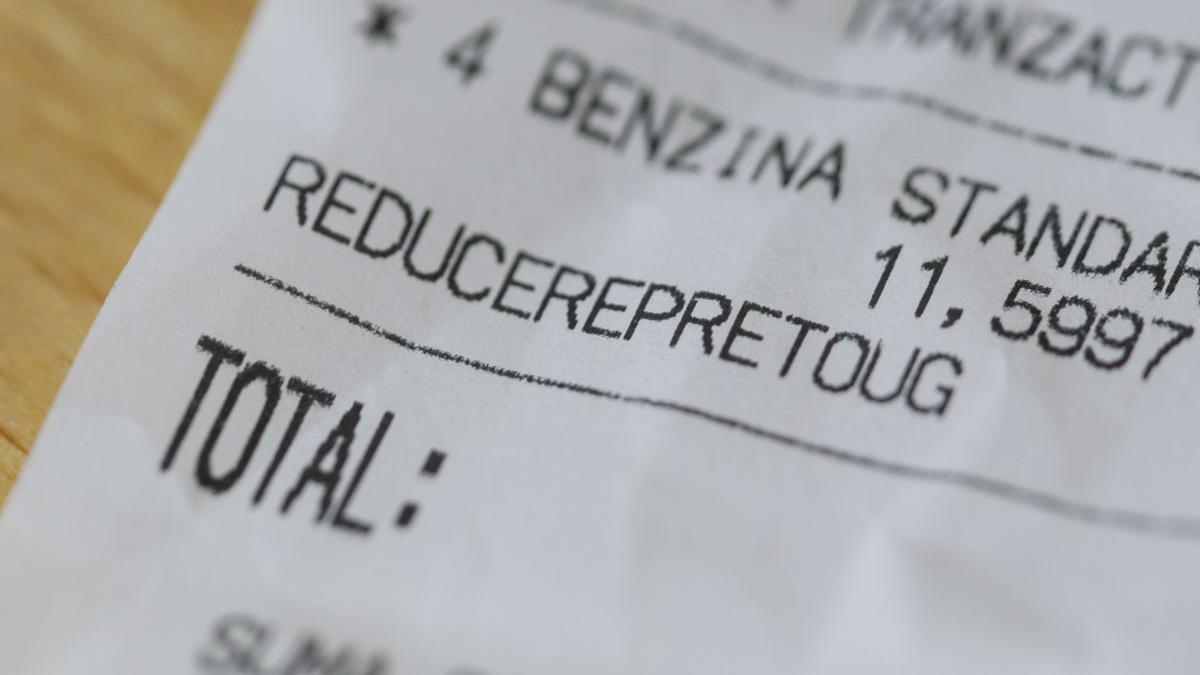 TRANZACT
* 4 BENZINA STANDAR
11,5997
REDUCEREPRETOUG
TOTAL: